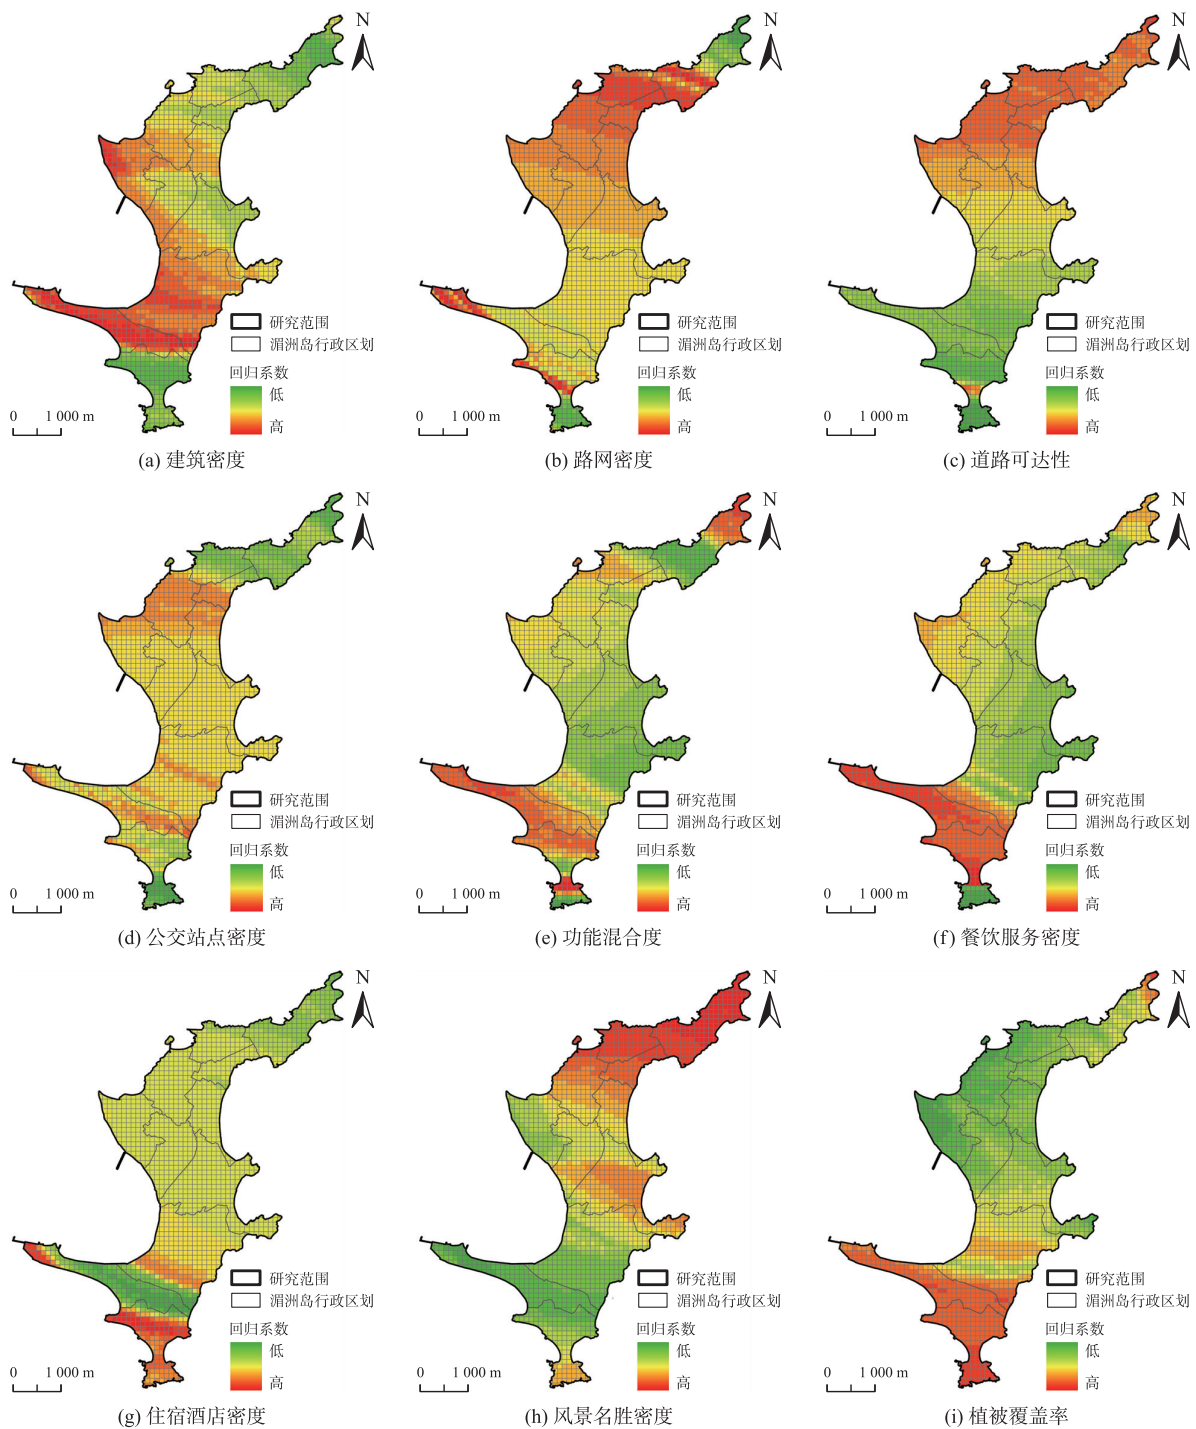 N
研究范围
湄洲岛行政区划
回归系数
低
高
0 1 000 m
(a) 建筑密度
N
研究范围
湄洲岛行政区划
回归系数
低
高
0 1 000 m
(b) 路网密度
N
研究范围
湄洲岛行政区划
回归系数
低
高
0 1 000 m
(c) 道路可达性
N
研究范围
湄洲岛行政区划
回归系数
低
高
0 1 000 m
(d) 公交站点密度
N
研究范围
湄洲岛行政区划
回归系数
低
高
0 1 000 m
(e) 功能混合度
N
研究范围
湄洲岛行政区划
回归系数
低
高
0 1 000 m
(f) 餐饮服务密度
N
研究范围
湄洲岛行政区划
回归系数
低
高
0 1 000 m
(g) 住宿酒店密度
N
研究范围
湄洲岛行政区划
回归系数
低
高
0 1 000 m
(h) 风景名胜密度
N
研究范围
湄洲岛行政区划
回归系数
低
高
0 1 000 m
(i) 植被覆盖率